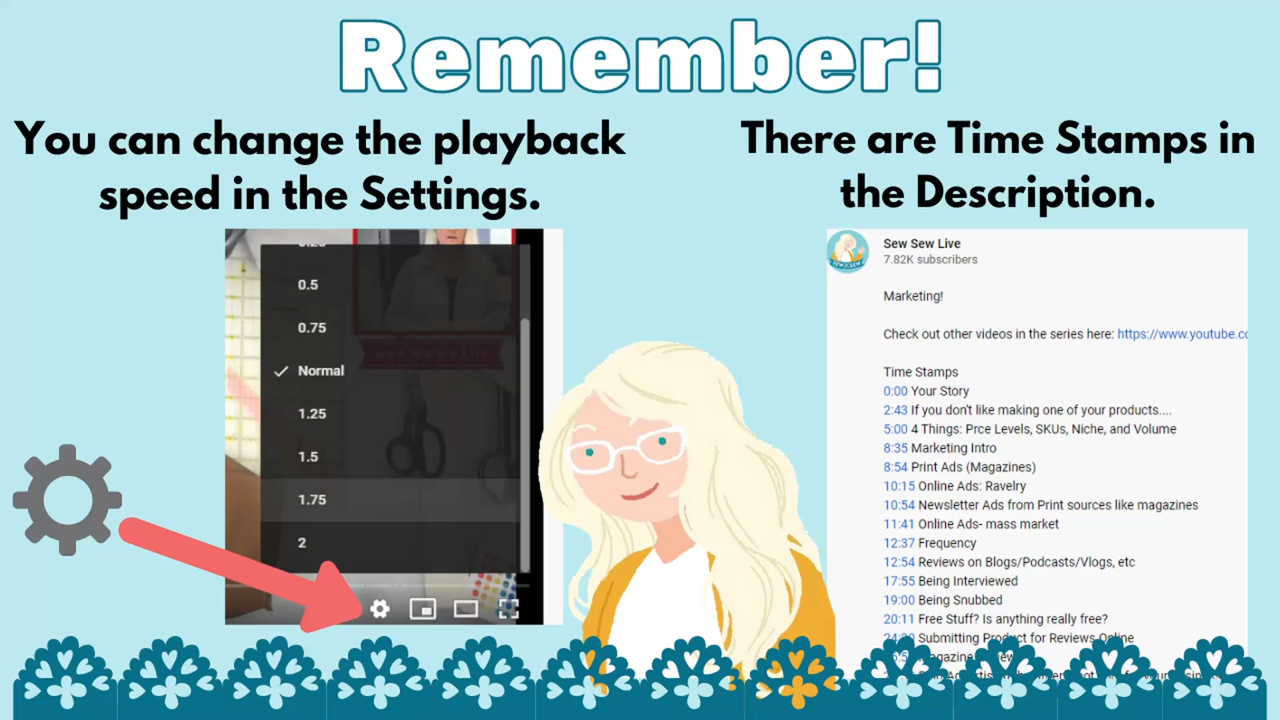 Remember!
You can change the playback
speed in the Settings.
There are Time Stamps in
the Description.
0.5
0.75
Normal
1.25
1.5
1.75
2
Sew Sew Live
7.82K subscribers
Marketing!
Check out other videos in the series here: https://www.youtube.co
Time Stamps
0:00 Your Story
2:43 If you don't like making one of your products....
5:00 4 Things: Prce Levels, SKUs, Niche, and Volume
8:35 Marketing Intro
8:54 Print Ads (Magazines)
10:15 Online Ads: Ravelry
10:54 Newsletter Ads from Print sources like magazines
11:41 Online Ads- mass market
12:37 Frequency
12:54 Reviews on Blogs/Podcasts/Vlogs, etc
17:55 Being Interviewed
19:00 Being Snubbed
20:11 Free Stuff? Is anything really free?
Submitting Product for Reviews Online